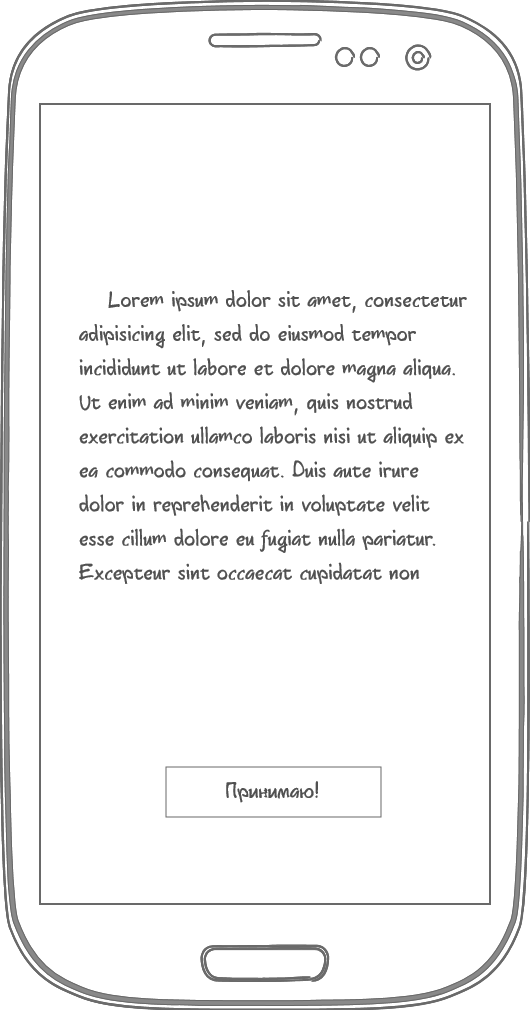 Lorem ipsum dolor sit amet, consectetur
adipisicing elit, sed do eiusmod tempor
incididunt ut labore et dolore magna aliqua.
Ut enim ad minim veniam, quis nostrud
exercitation ullamco laboris nisi ut aliquip ex
ea commodo consequat. Duis aute irure
dolor in reprehenderit in voluptate velit
esse cillum dolore eu fugiat nulla pariatur.
Excepteur sint occaecat cupidatat non
Принимаю!